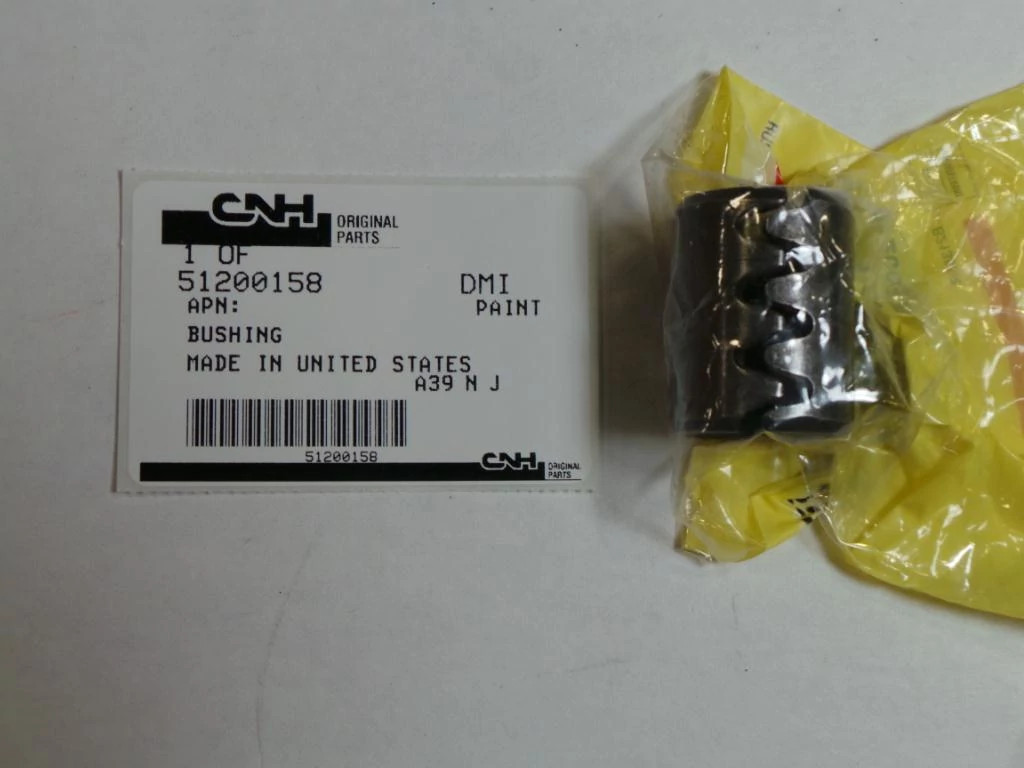 CNH
ORIGINAL
PARTS
1 OF
51200158 DMI
APN: PAINT
BUSHING
MADE IN UNITED STATES
A39 N J
51200158
CNH ORIGINAL
PARTS